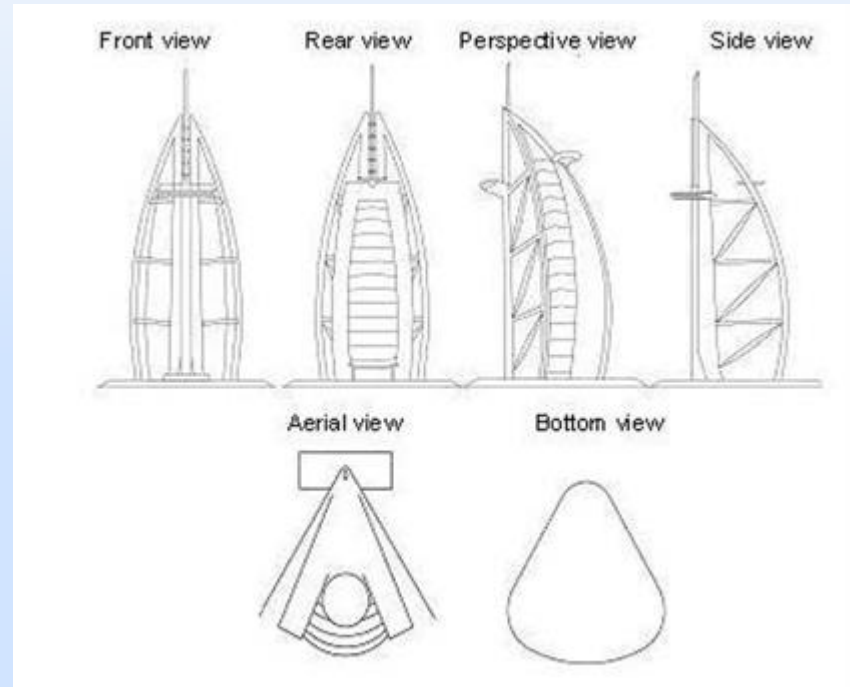 Front view
Rear view
Perspective view
Side view
Aerial view
Bottom view